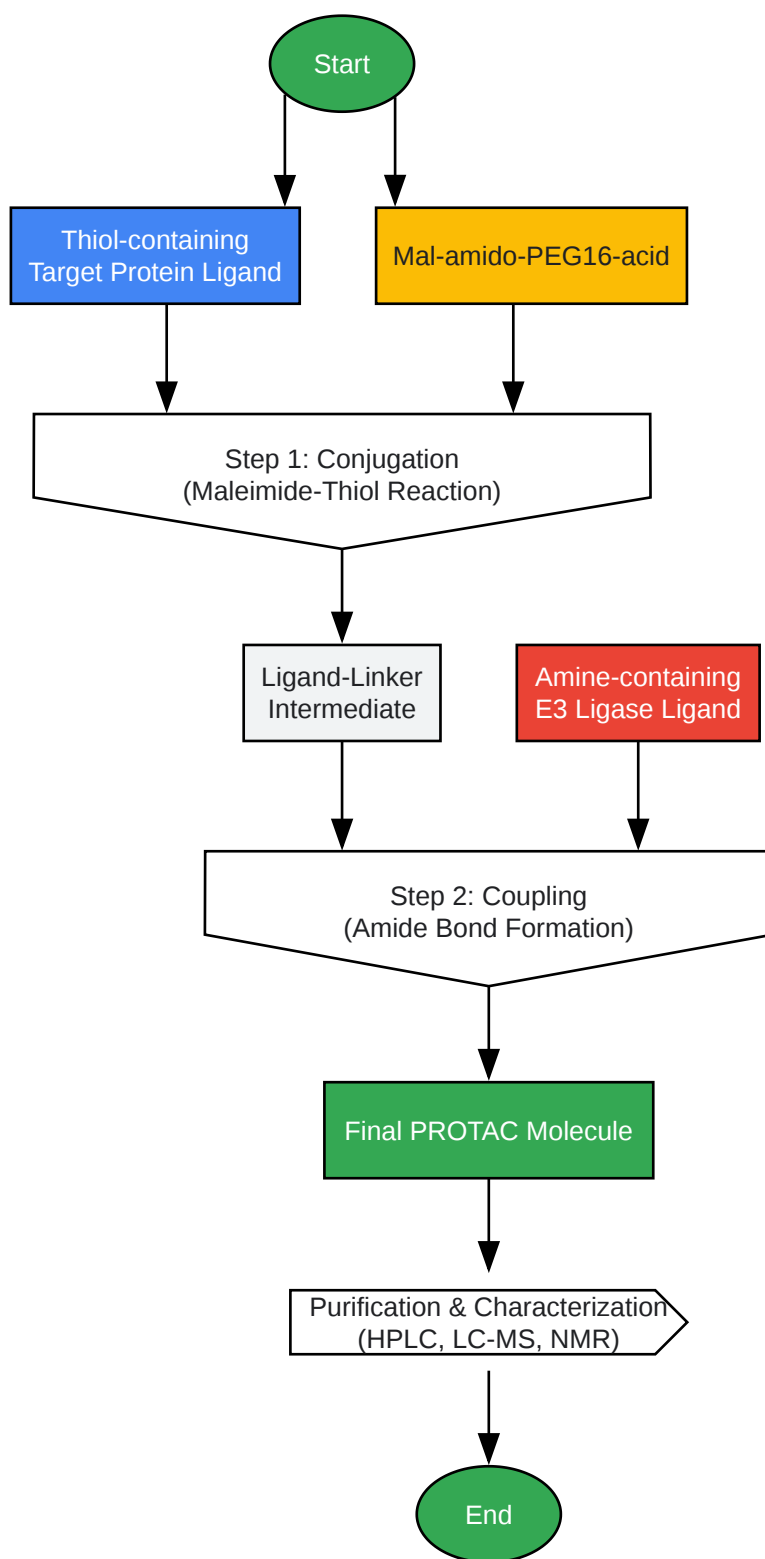 Start
Thiol-containing
Target Protein Ligand
Mal-amido-PEG16-acid
Step 1: Conjugation
(Maleimide-Thiol Reaction)
Ligand-Linker
Intermediate
Amine-containing
E3 Ligase Ligand
Step 2: Coupling
(Amide Bond Formation)
Final PROTAC Molecule
Purification & Characterization
(HPLC, LC-MS, NMR)
End